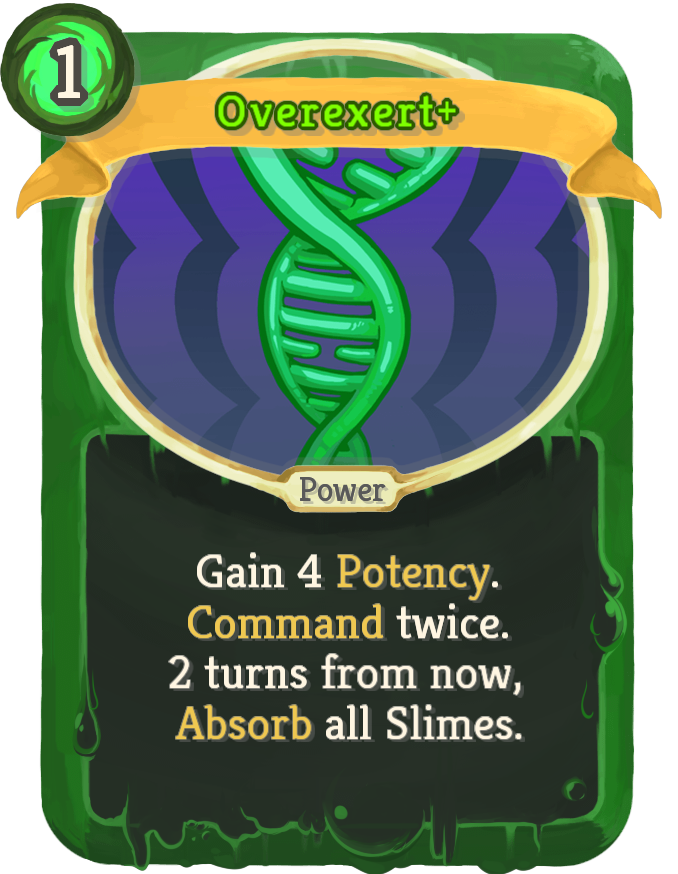 1
Overexert+
Power
Gain 4 Potency.
Command twice.
2 turns from now,
Absorb all Slimes.